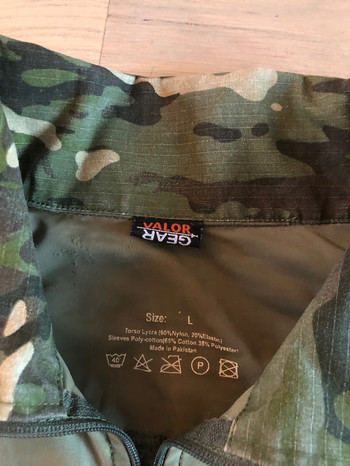 VALOR
GEAR
Size: L
Torso Lycra (80%Nylon, 20%Elastic)
Sleeves Poly-cotton(65% Cotton 35% Polyester)
Made in Pakistan
40
P